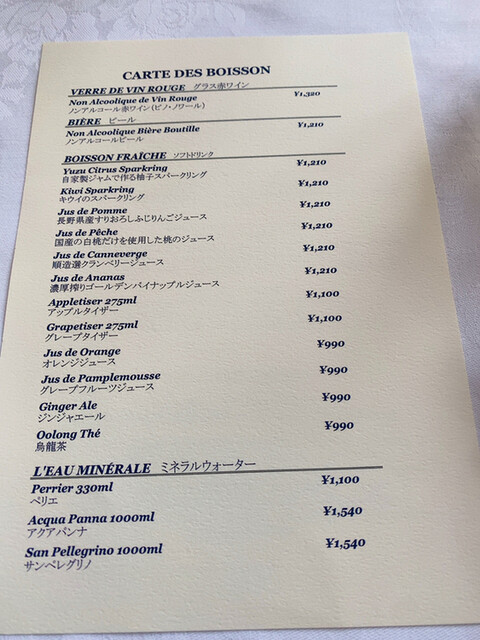 CARTE DES BOISSON
VERRE DE VIN ROUGE グラス赤ワイン
Non Alcoolique de Vin Rouge ¥1,320
ノンアルコール赤ワイン(ピノ・ノワール)
BIÈRE ビール
Non Alcoolique Bière Boutille ¥1,210
ノンアルコールビール
BOISSON FRAÎCHE ソフトドリンク
Yuzu Citrus Sparkring ¥1,210
自家製ジャムで作る柚子スパークリング
Kiwi Sparkring ¥1,210
キウイのスパークリング
Jus de Pomme ¥1,210
長野県産すりおろしふじりんごジュース
Jus de Pêche ¥1,210
国産の白桃だけを使用した桃のジュース
Jus de Canneverge ¥1,210
順造選クランベリージュース
Jus de Ananas ¥1,210
濃厚搾りゴールデンパイナップルジュース
Appletiser 275ml ¥1,100
アップルタイザー
Grapetiser 275ml ¥1,100
グレープタイザー
Jus de Orange ¥990
オレンジジュース
Jus de Pamplemousse ¥990
グレープフルーツジュース
Ginger Ale ¥990
ジンジャエール
Oolong Thé ¥990
烏龍茶
L'EAU MINÉRALE ミネラルウォーター
Perrier 330ml ¥1,100
ペリエ
Acqua Panna 1000ml ¥1,540
アクアパンナ
San Pellegrino 1000ml ¥1,540
サンペレグリノ